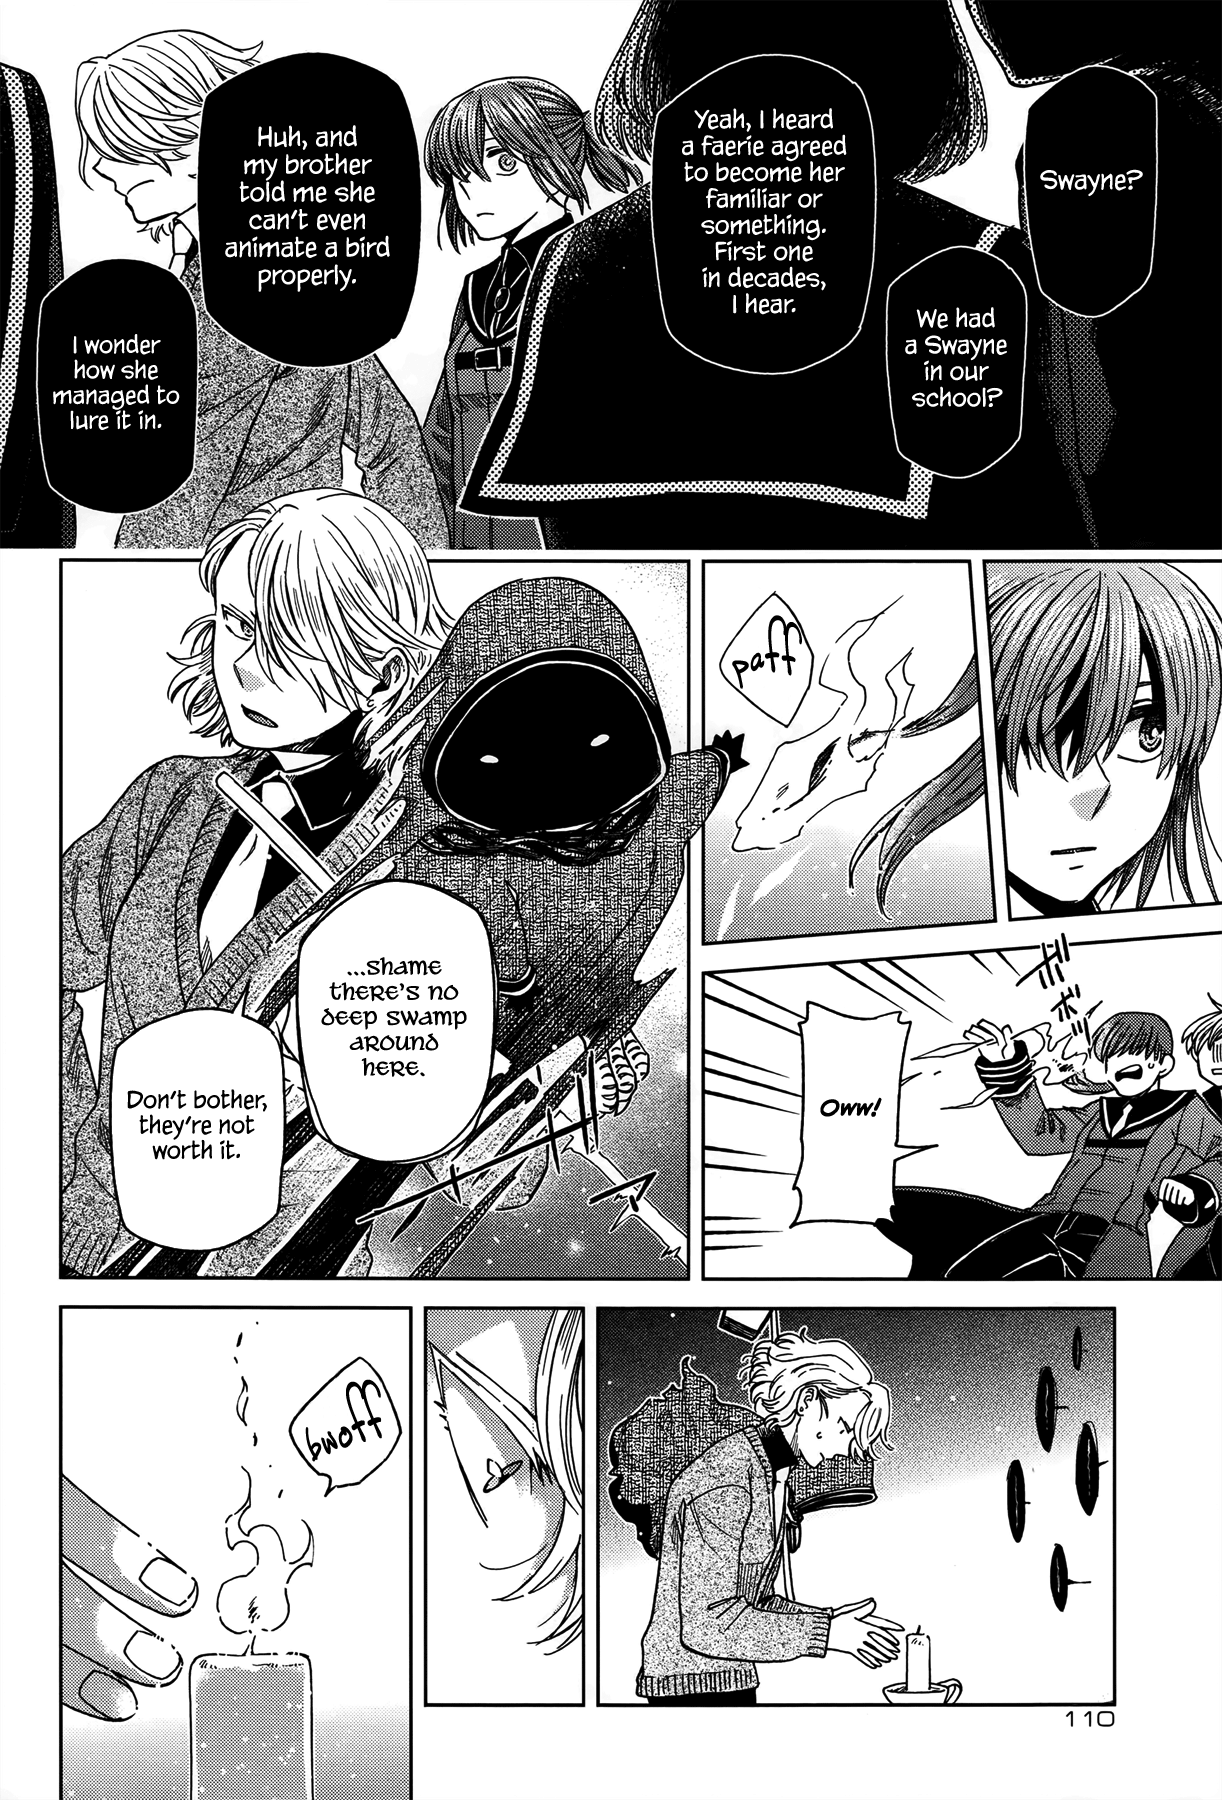 Swayne?
We had
a Swayne
in our
school?
Yeah, I heard
a faerie agreed
to become her
familiar or
something.
First one
in decades,
I hear.
Huh, and
my brother
told me she
can't even
animate a bird
properly.
I wonder
how she
managed to
lure it in.
paff
Oww!
ボボボ
...shame
there's no
deep swamp
around
here.
Don't bother,
they're not
worth it.
bwoff
110